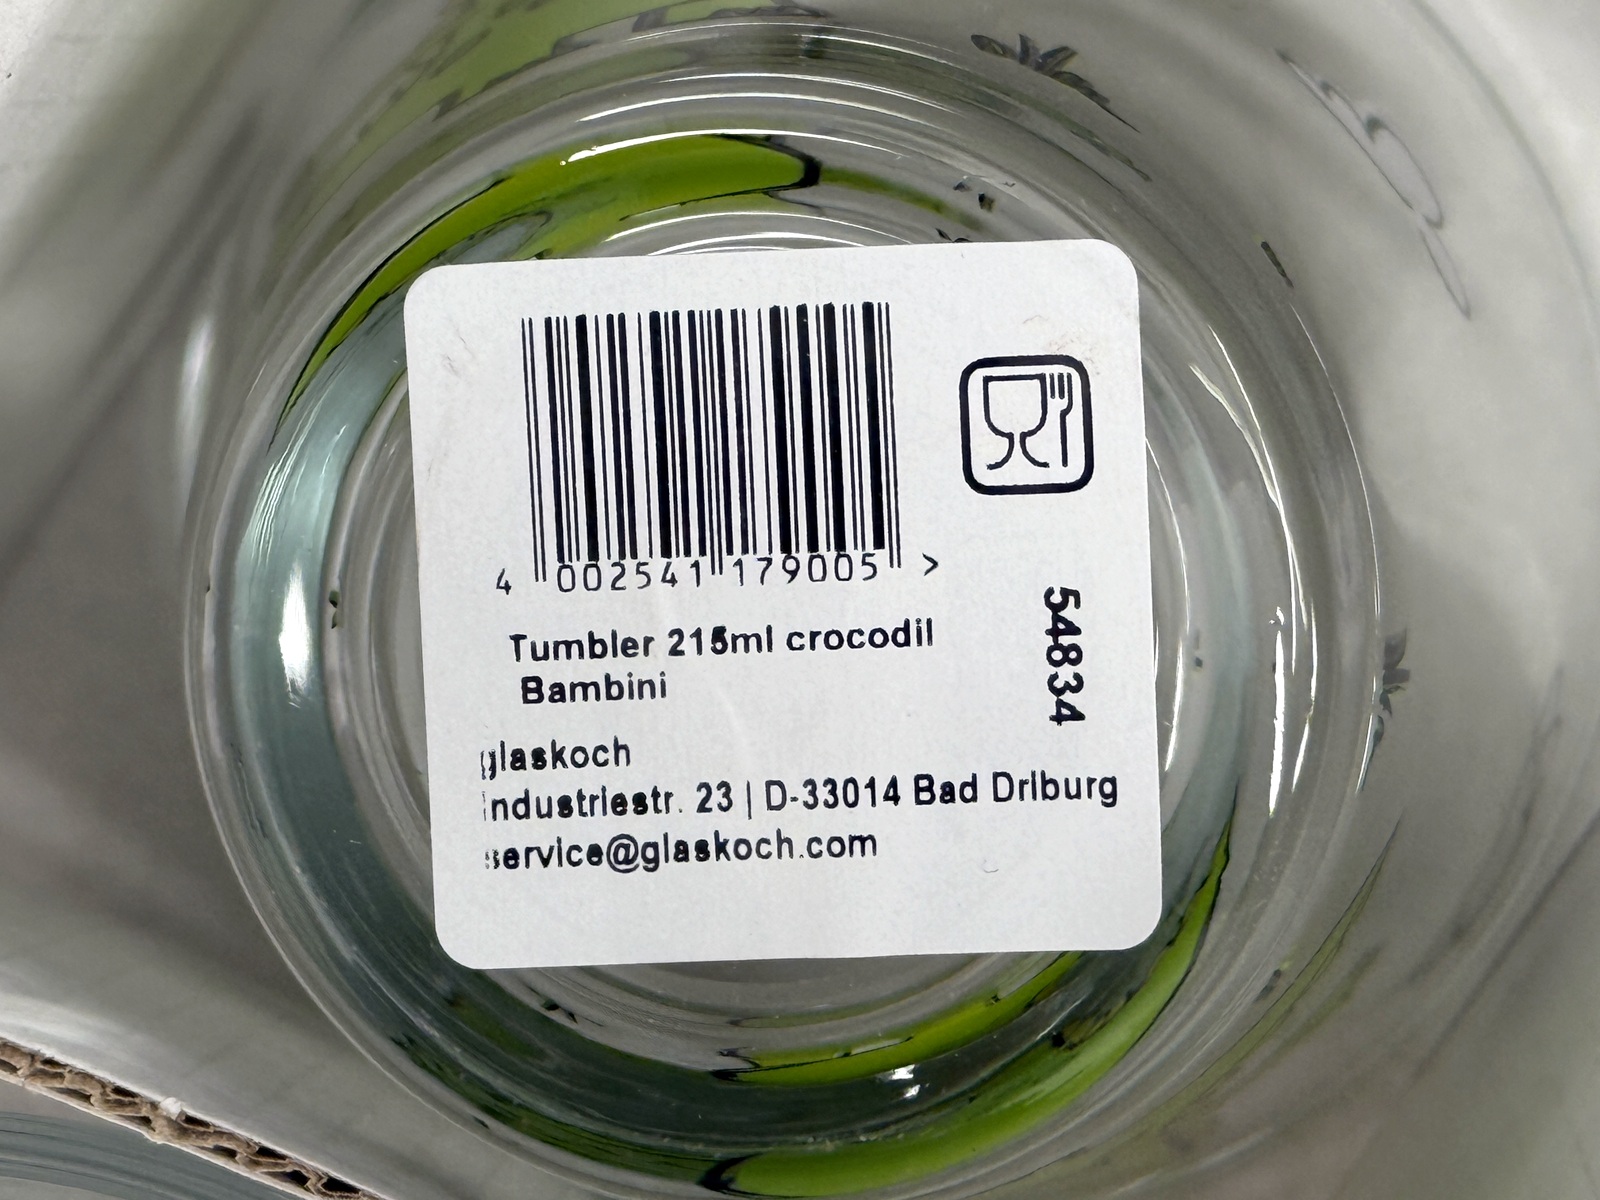 4 002541 179005 >
Tumbler 215ml crocodil
Bambini
54834
glaskoch
Industriestr. 23 | D-33014 Bad Driburg
service@glaskoch.com